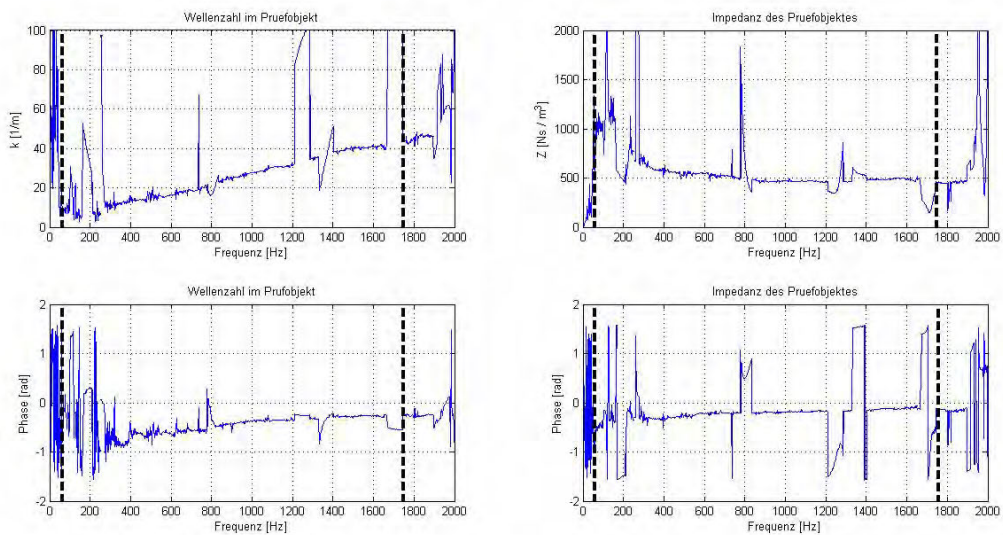 Wellenzahl im Pruefobjekt
100
80
60
40
20
0
k [1/m]
0 200 400 600 800 1000 1200 1400 1600 1800 2000
Frequenz [Hz]
Impedanz des Pruefobjektes
2000
1500
1000
500
0
Z [Ns / m³]
0 200 400 600 800 1000 1200 1400 1600 1800 2000
Frequenz [Hz]
Wellenzahl im Prufobjekt
2
1
0
-1
-2
Phase [rad]
0 200 400 600 800 1000 1200 1400 1600 1800 2000
Frequenz [Hz]
Impedanz des Pruefobjektes
2
1
0
-1
-2
Phase [rad]
0 200 400 600 800 1000 1200 1400 1600 1800 2000
Frequenz [Hz]